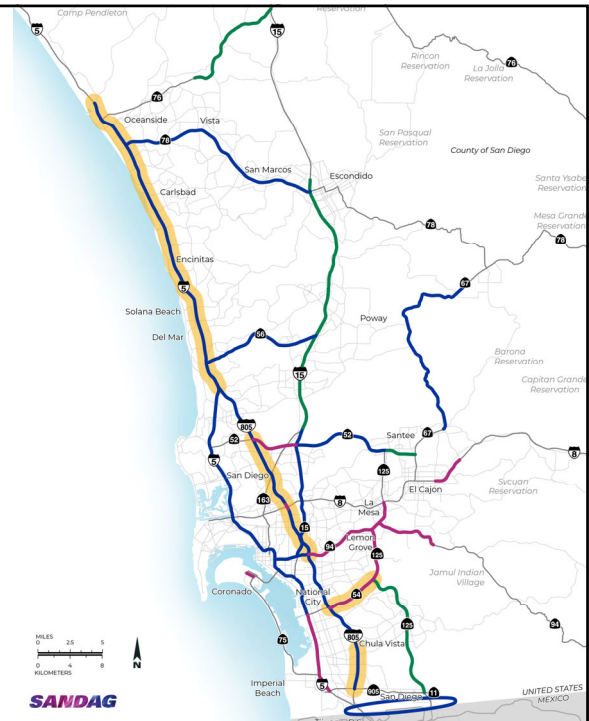 Camp Pendleton
Reservation
5
15
Rincon
Reservation
La Jolla
Reservation
76
76
Oceanside
Vista
78
San Pasqual
Reservation
County of San Diego
San Marcos
Escondido
Santa Ysabel
Reservation
Carlsbad
Mesa Grande
Reservation
78
78
Encinitas
5
67
Solana Beach
Poway
Del Mar
56
Barona
Reservation
15
Capitan Grande
Reservation
805
52
52
Santee
67
8
5
San Diego
125
El Cajon
Sycuan
Reservation
163
8
La
Mesa
15
94
Lemon
Grove
125
Jamul Indian
Village
Coronado
National
City
54
94
75
805
Chula Vista
125
MILES
0 2.5 5
0 4 8
KILOMETERS
N
Imperial
Beach
5
905
San Diego
11
UNITED STATES
MEXICO
SANDAG